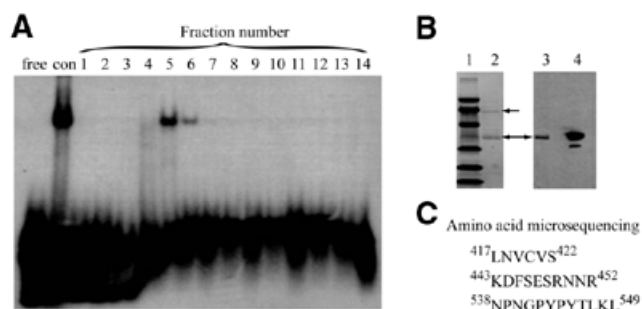 A
Fraction number
free con 1 2 3 4 5 6 7 8 9 10 11 12 13 14
B
1 2 3 4
C
Amino acid microsequencing
417LNVCVS422
443KDFSESRNNR452
538NPNGPYPYTLKL549